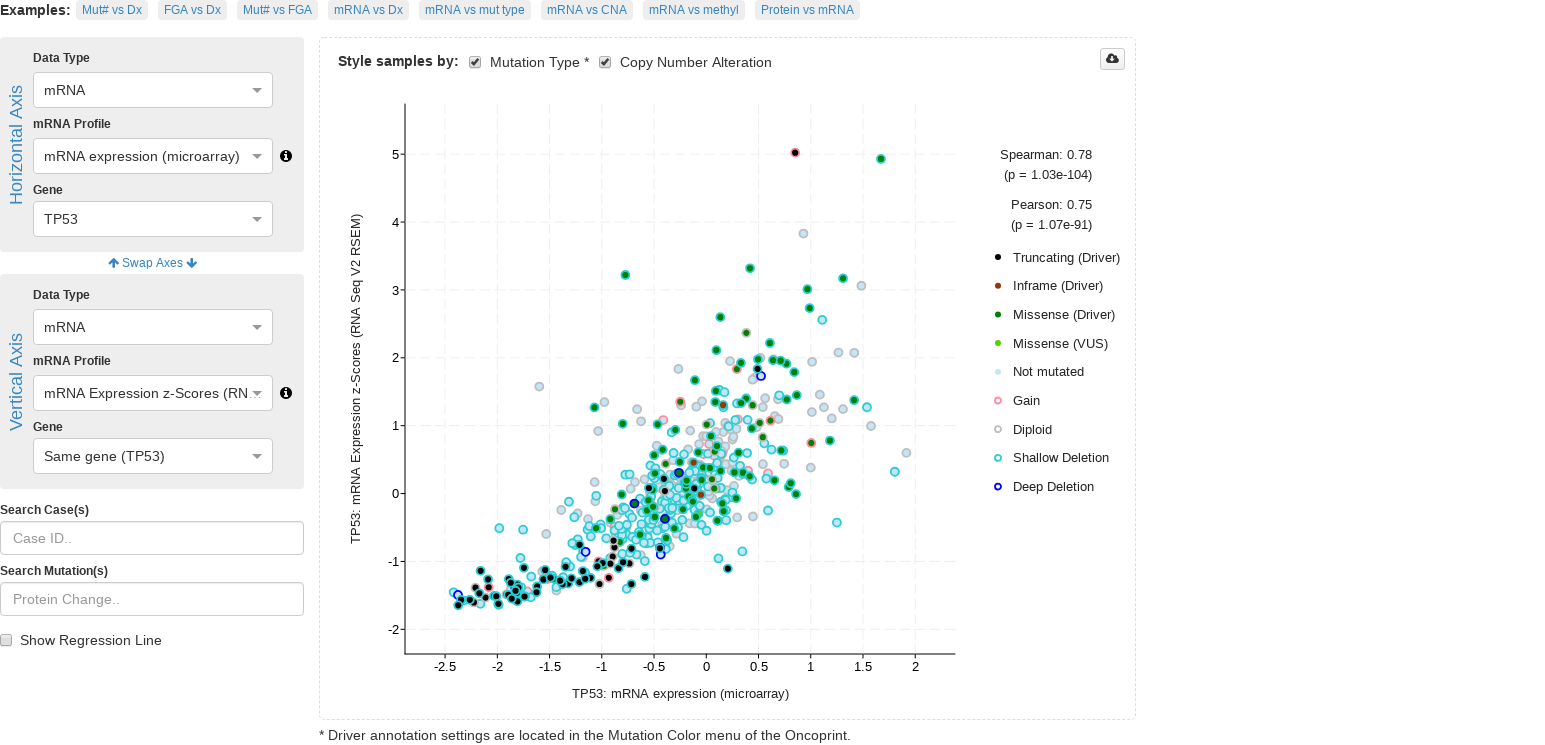 Examples: Mut# vs Dx FGA vs Dx Mut# vs FGA mRNA vs Dx mRNA vs mut type mRNA vs CNA mRNA vs methyl Protein vs mRNA
Horizontal Axis
Data Type
mRNA
mRNA Profile
mRNA expression (microarray)
Gene
TP53
Swap Axes
Vertical Axis
Data Type
mRNA
mRNA Profile
mRNA Expression z-Scores (RN...
Gene
Same gene (TP53)
Search Case(s)
Case ID..
Search Mutation(s)
Protein Change..
Show Regression Line
Style samples by: Mutation Type * Copy Number Alteration
TP53: mRNA Expression z-Scores (RNA Seq V2 RSEM)
5
4
3
2
1
0
-1
-2
-2.5 -2 -1.5 -1 -0.5 0 0.5 1 1.5 2
TP53: mRNA expression (microarray)
Spearman: 0.78
(p = 1.03e-104)
Pearson: 0.75
(p = 1.07e-91)
Truncating (Driver)
Inframe (Driver)
Missense (Driver)
Missense (VUS)
Not mutated
Gain
Diploid
Shallow Deletion
Deep Deletion
* Driver annotation settings are located in the Mutation Color menu of the Oncoprint.